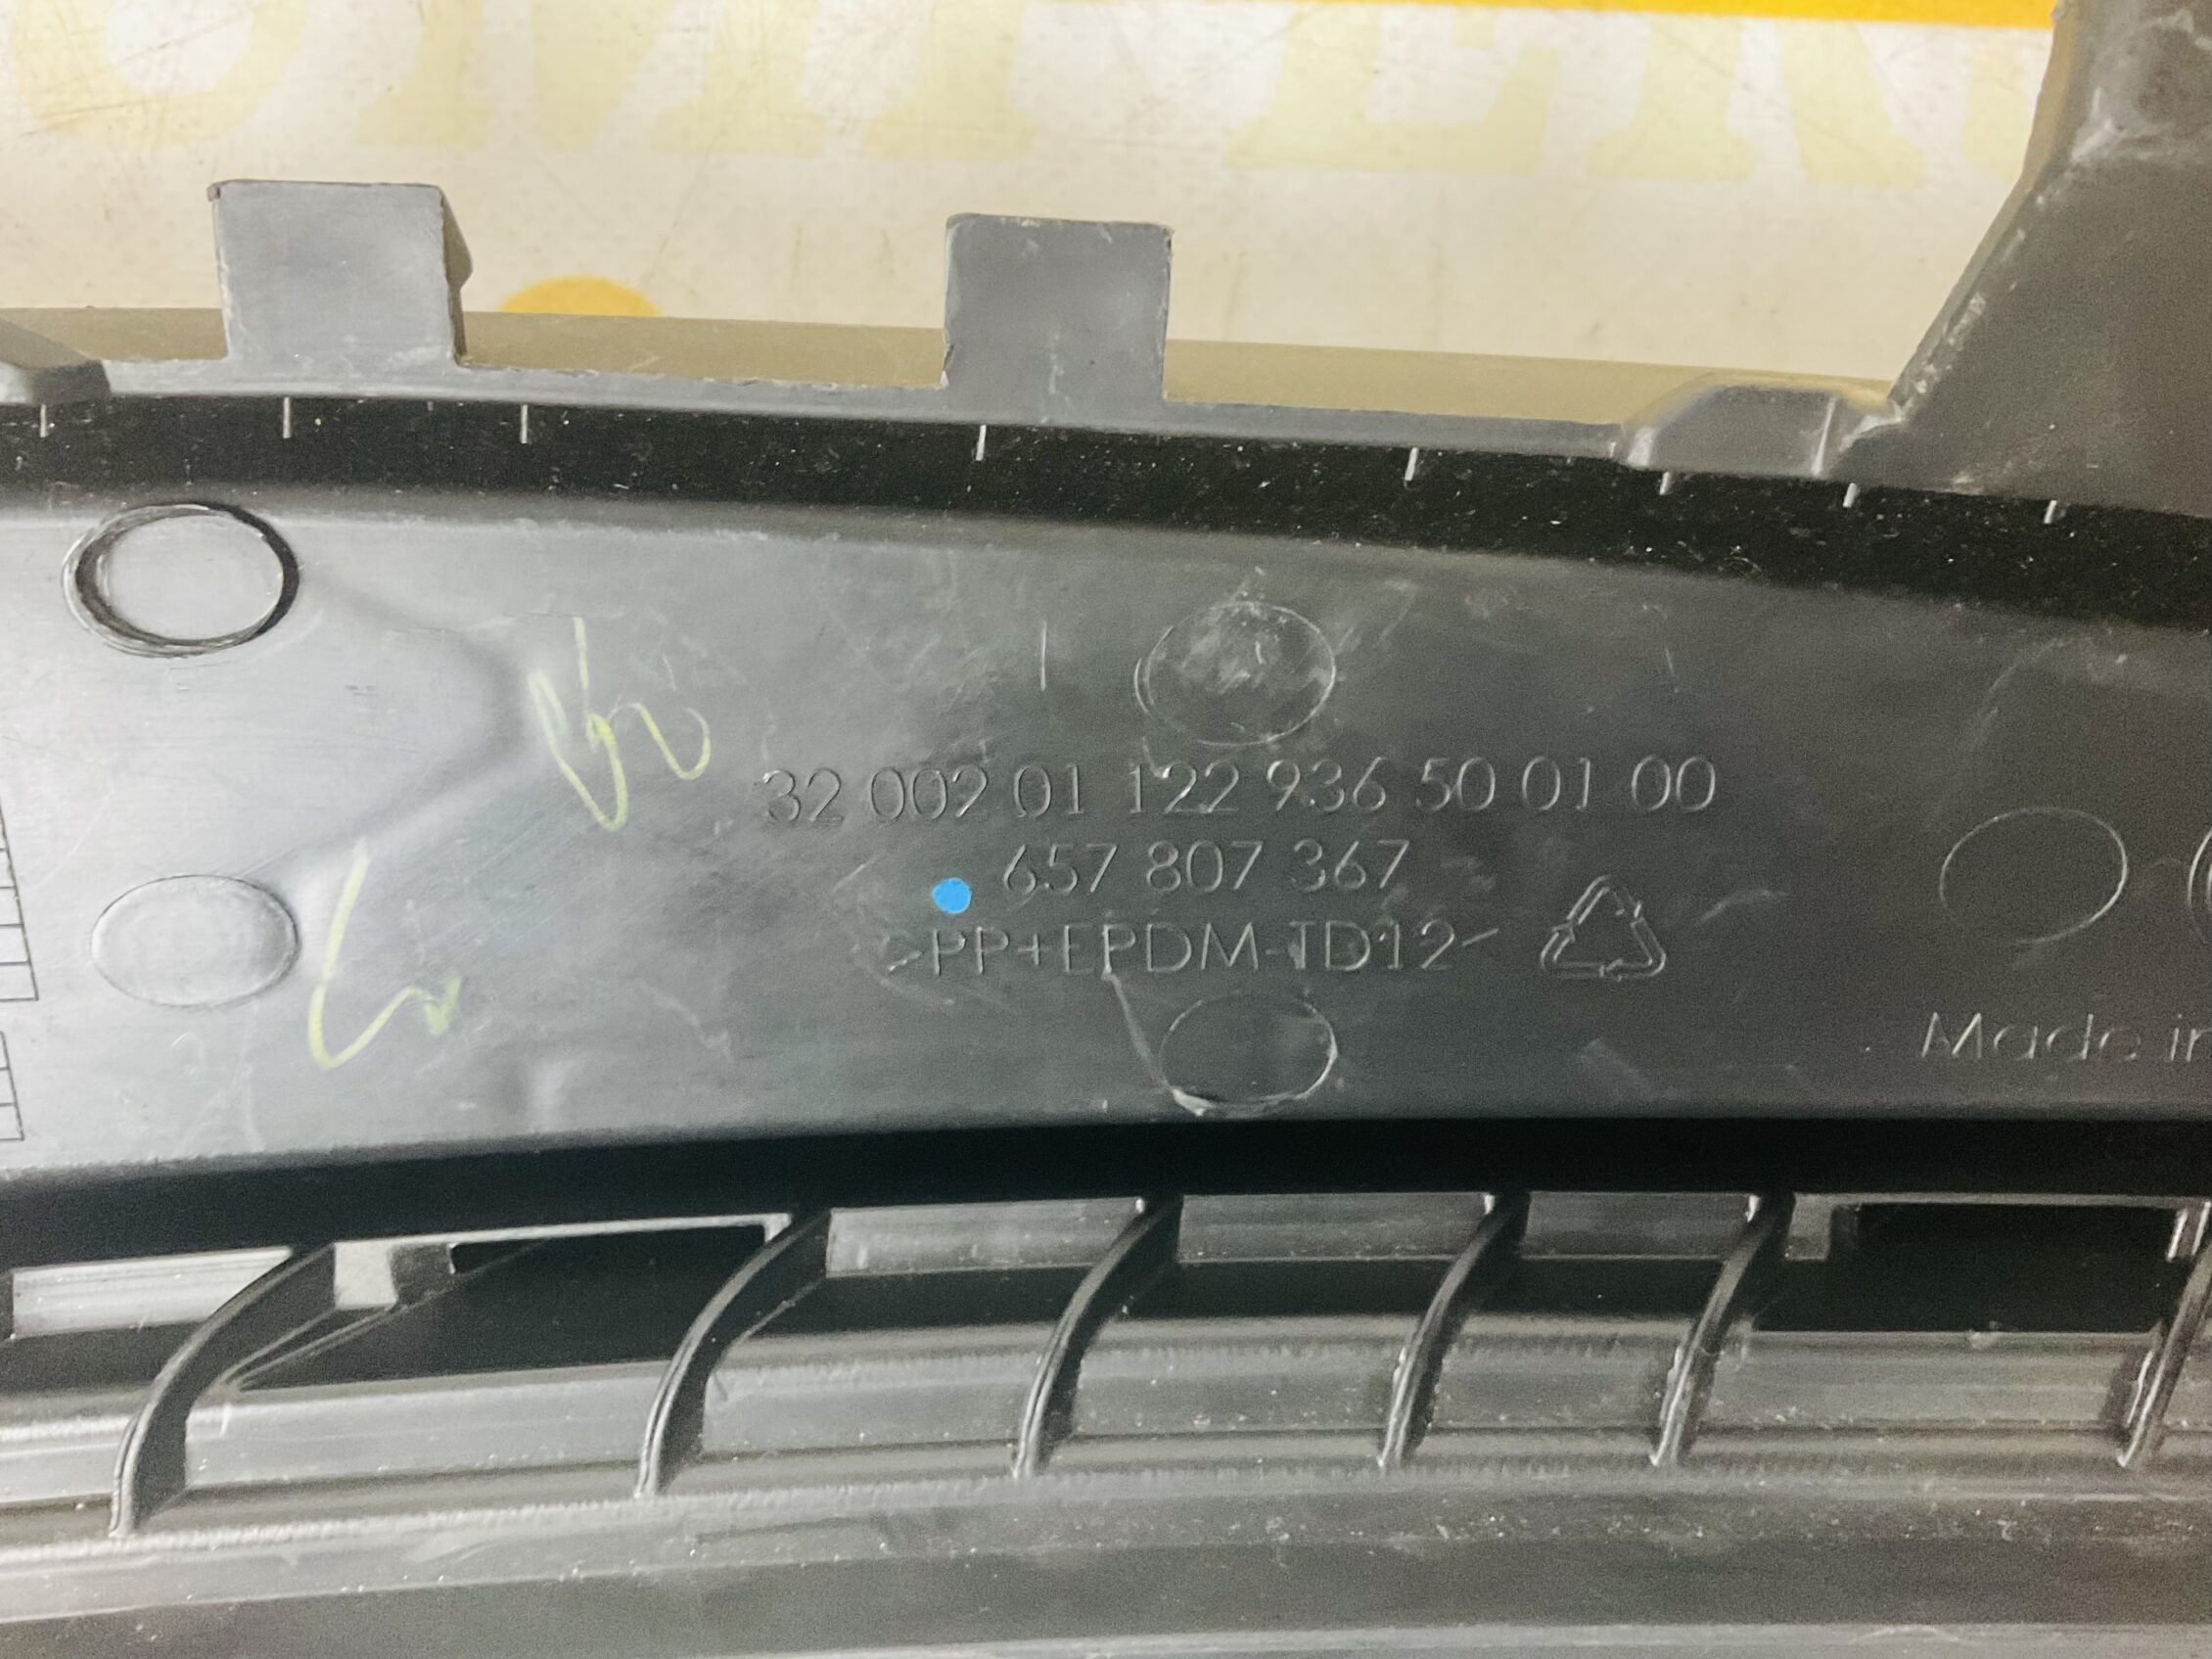 32 002 01 122 936 50 01 00
657 807 367
>PP+EPDM-TD12<
Made in